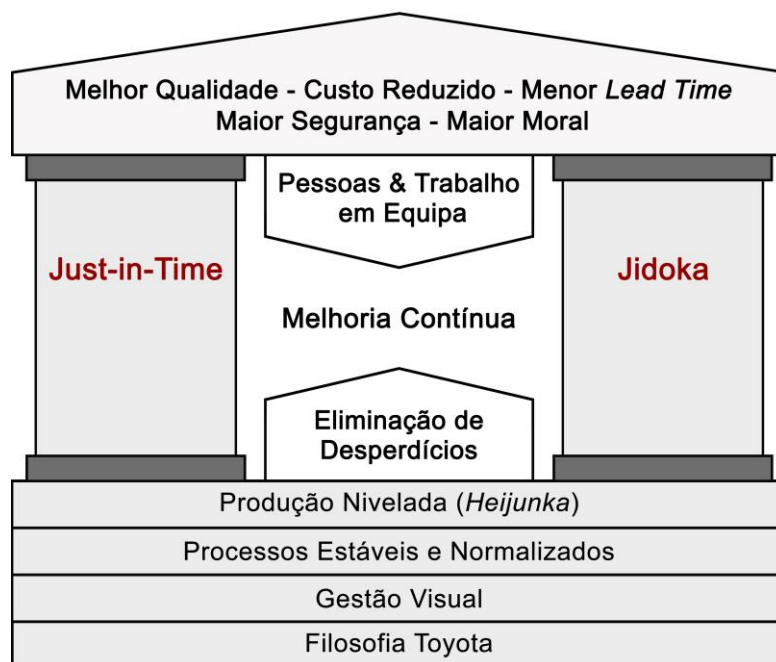 Melhor Qualidade - Custo Reduzido - Menor Lead Time
Maior Segurança - Maior Moral
Pessoas & Trabalho
em Equipa
Just-in-Time
Jidoka
Melhoria Contínua
Eliminação de
Desperdícios
Produção Nivelada (Heijunka)
Processos Estáveis e Normalizados
Gestão Visual
Filosofia Toyota